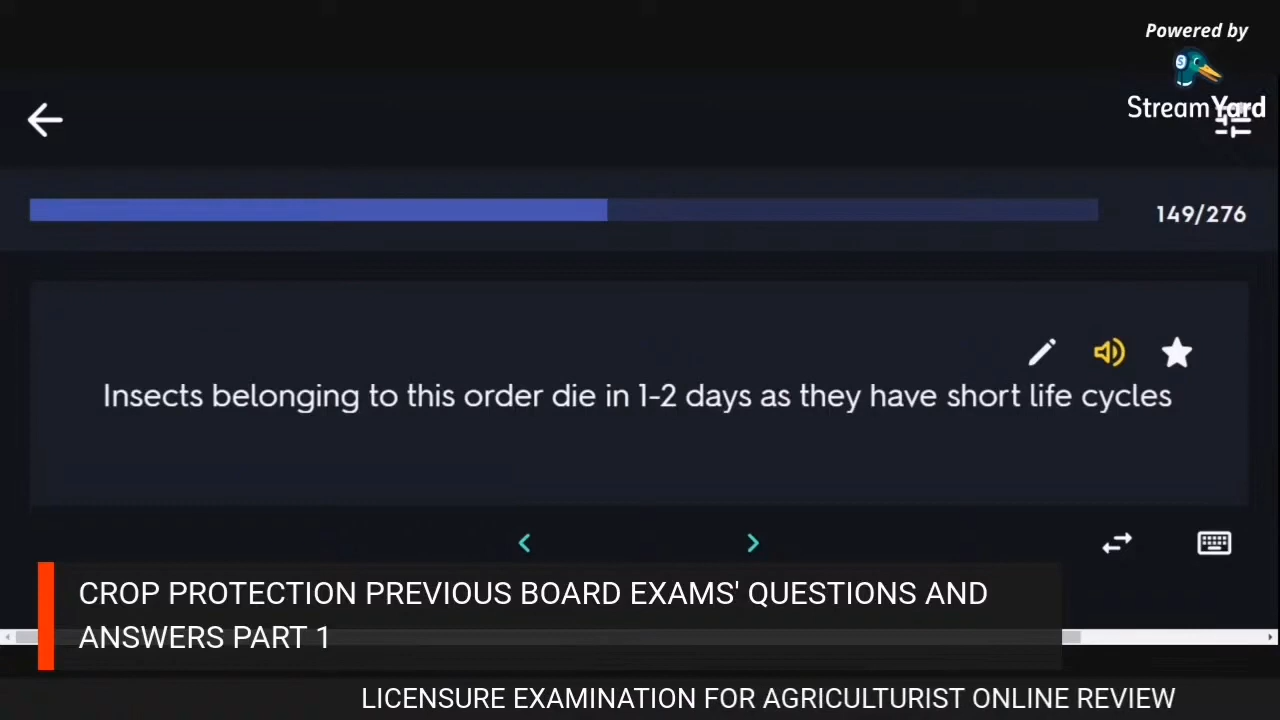 Powered by
StreamYard
149/276
Insects belonging to this order die in 1-2 days as they have short life cycles
CROP PROTECTION PREVIOUS BOARD EXAMS' QUESTIONS AND
ANSWERS PART 1
LICENSURE EXAMINATION FOR AGRICULTURIST ONLINE REVIEW